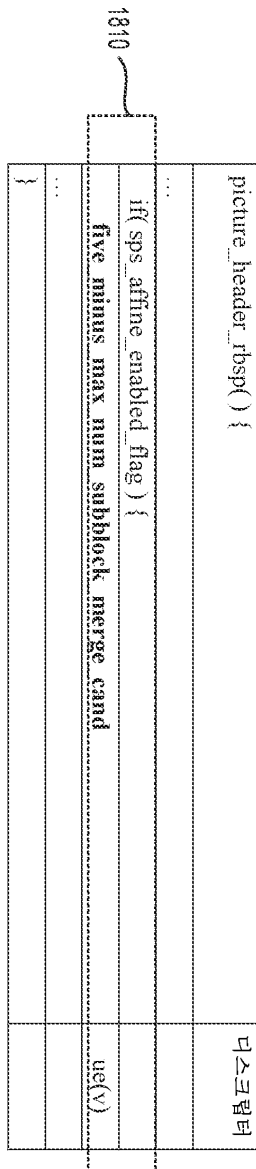 picture_header_rbsp( ) { 디스크립터
…
if( sps_affine_enabled_flag ) {
five_minus_max_num_subblock_merge_cand ue(v)
…
}
1810